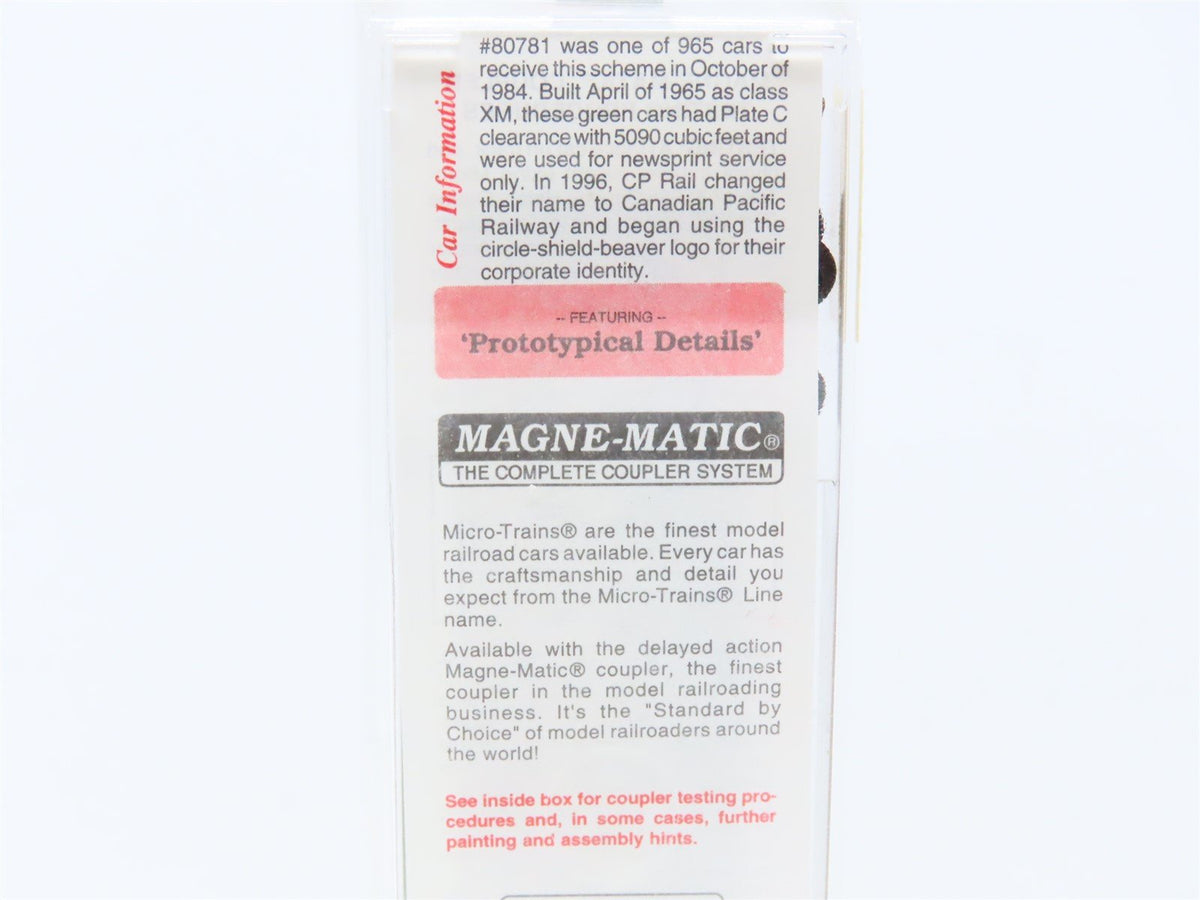 Car Information
#80781 was one of 965 cars to
receive this scheme in October of
1984. Built April of 1965 as class
XM, these green cars had Plate C
clearance with 5090 cubic feet and
were used for newsprint service
only. In 1996, CP Rail changed
their name to Canadian Pacific
Railway and began using the
circle-shield-beaver logo for their
corporate identity.
-- FEATURING --
'Prototypical Details'
MAGNE-MATIC®
THE COMPLETE COUPLER SYSTEM
Micro-Trains® are the finest model
railroad cars available. Every car has
the craftsmanship and detail you
expect from the Micro-Trains® Line
name.
Available with the delayed action
Magne-Matic® coupler, the finest
coupler in the model railroading
business. It's the "Standard by
Choice" of model railroaders around
the world!
See inside box for coupler testing pro-
cedures and, in some cases, further
painting and assembly hints.